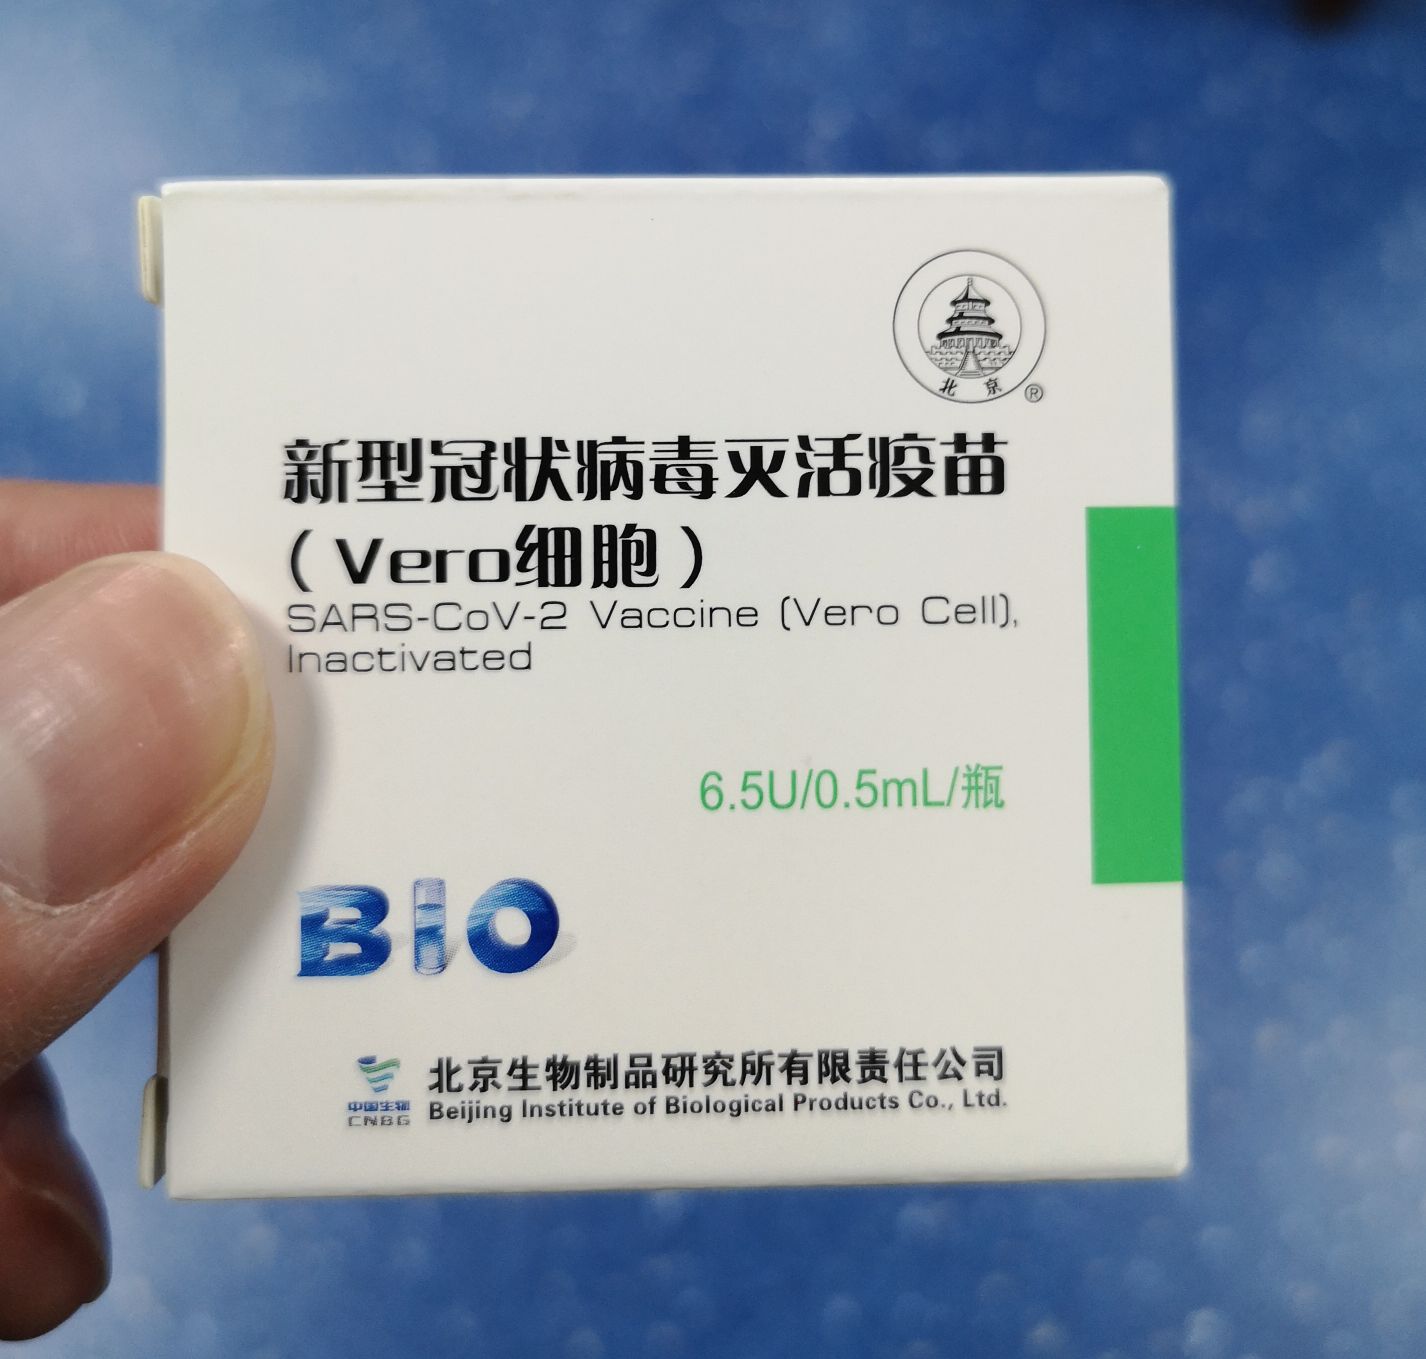 北京
®
新型冠状病毒灭活疫苗
（Vero细胞）
SARS-CoV-2 Vaccine (Vero Cell),
Inactivated
6.5U/0.5mL/瓶
BIO
中国生物
CNBG
北京生物制品研究所有限责任公司
Beijing Institute of Biological Products Co., Ltd.